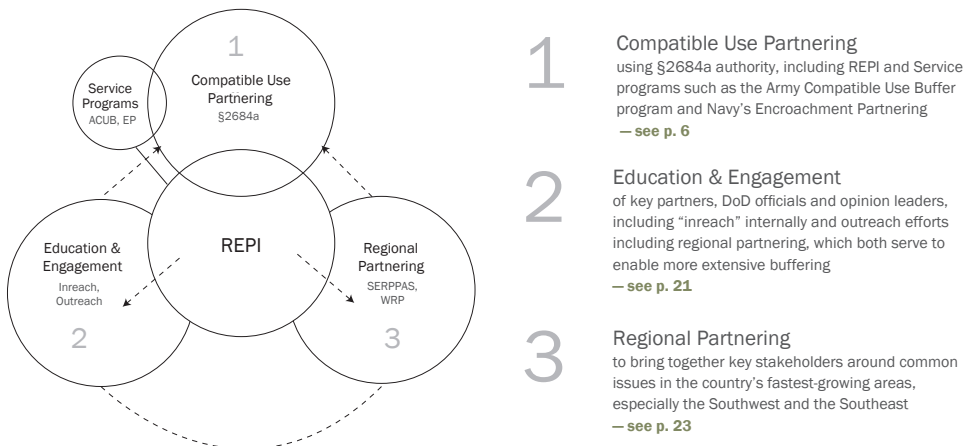 1
Compatible Use
Partnering
§2684a
Service
Programs
ACUB, EP
REPI
Education &
Engagement
Inreach,
Outreach
2
Regional
Partnering
SERPPAS,
WRP
3
1
Compatible Use Partnering
using §2684a authority, including REPI and Service
programs such as the Army Compatible Use Buffer
program and Navy's Encroachment Partnering
— see p. 6
2
Education & Engagement
of key partners, DoD officials and opinion leaders,
including “inreach” internally and outreach efforts
including regional partnering, which both serve to
enable more extensive buffering
— see p. 21
3
Regional Partnering
to bring together key stakeholders around common
issues in the country's fastest-growing areas,
especially the Southwest and the Southeast
— see p. 23